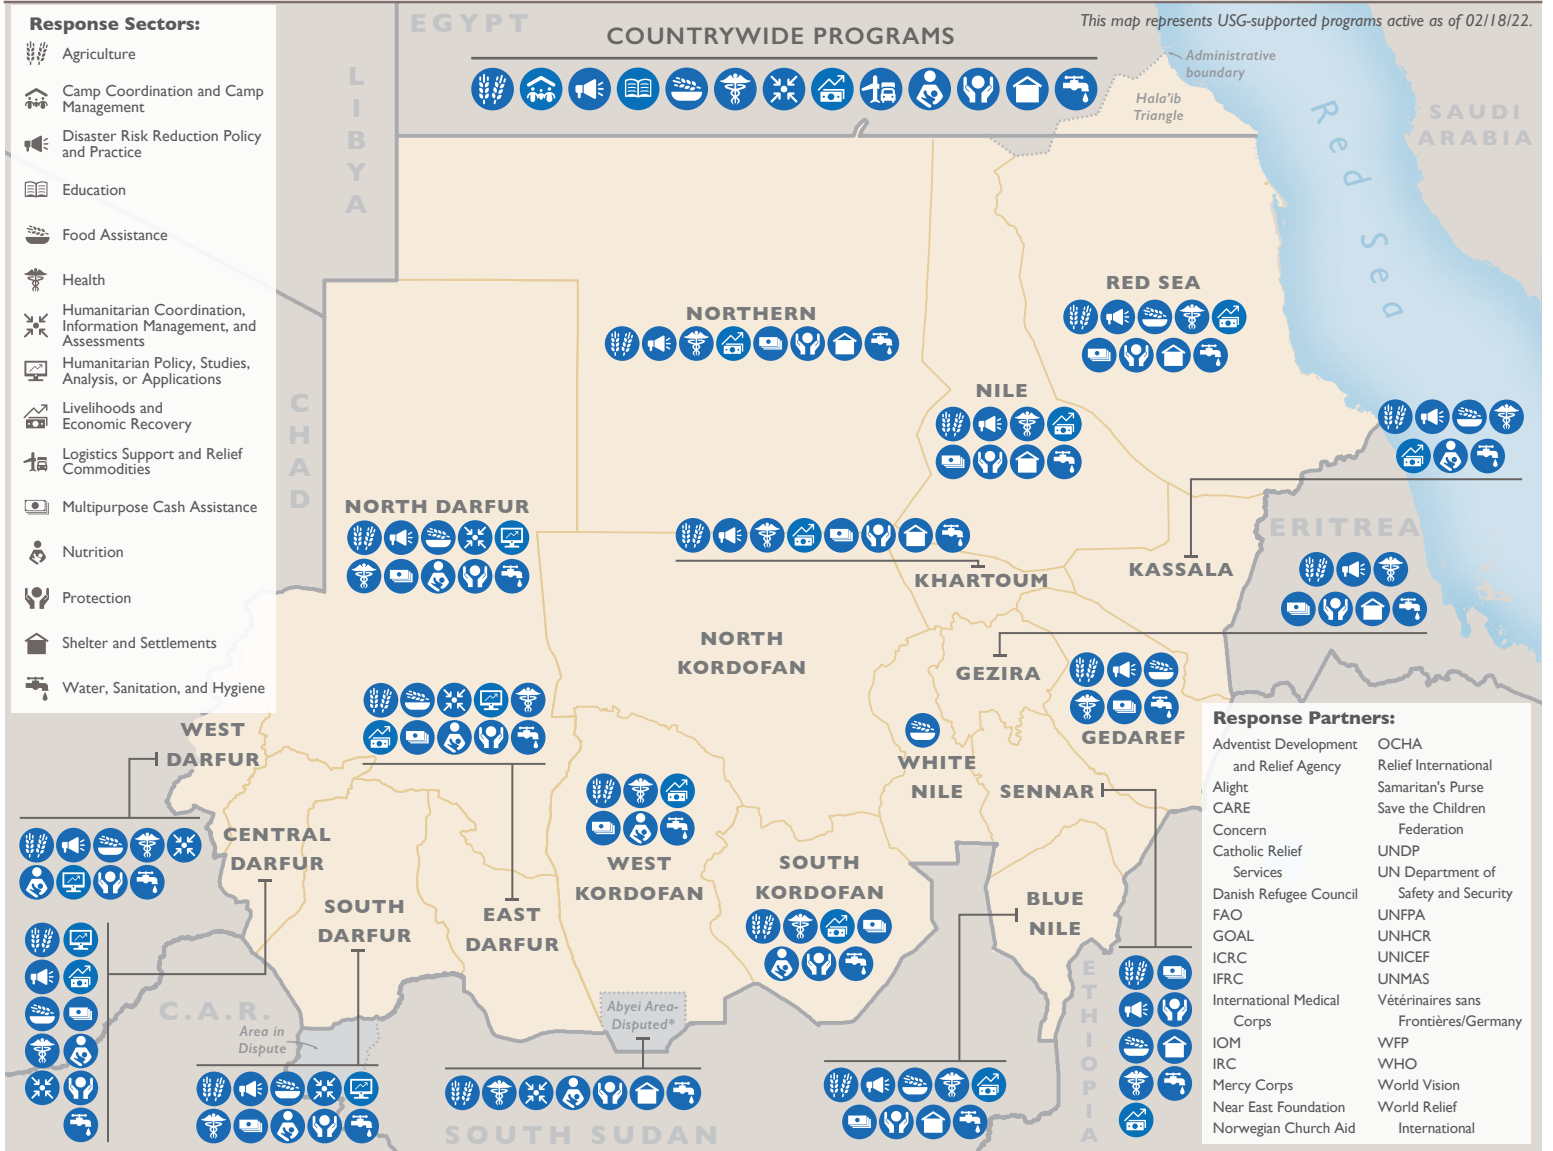 Response Sectors:
Agriculture
Camp Coordination and Camp
Management
Disaster Risk Reduction Policy
and Practice
Education
Food Assistance
Health
Humanitarian Coordination,
Information Management, and
Assessments
Humanitarian Policy, Studies,
Analysis, or Applications
Livelihoods and
Economic Recovery
Logistics Support and Relief
Commodities
Multipurpose Cash Assistance
Nutrition
Protection
Shelter and Settlements
Water, Sanitation, and Hygiene
This map represents USG-supported programs active as of 02/18/22.
EGYPT
COUNTRYWIDE PROGRAMS
LIBYA
Administrative
boundary
Hala'ib
Triangle
Red Sea
SAUDI
ARABIA
CHAD
NORTHERN
RED SEA
NILE
NORTH DARFUR
KHARTOUM
KASSALA
ERITREA
NORTH
KORDOFAN
GEZIRA
GEDAREF
WEST
DARFUR
WHITE
NILE
SENNAR
CENTRAL
DARFUR
WEST
KORDOFAN
SOUTH
KORDOFAN
SOUTH
DARFUR
EAST
DARFUR
BLUE
NILE
ETHIOPIA
C.A.R.
Area in
Dispute
Abyei Area-
Disputed*
SOUTH SUDAN
Response Partners:
Adventist Development
and Relief Agency
Alight
CARE
Concern
Catholic Relief
Services
Danish Refugee Council
FAO
GOAL
ICRC
IFRC
International Medical
Corps
IOM
IRC
Mercy Corps
Near East Foundation
Norwegian Church Aid
OCHA
Relief International
Samaritan's Purse
Save the Children
Federation
UNDP
UN Department of
Safety and Security
UNFPA
UNHCR
UNICEF
UNMAS
Vétérinaires sans
Frontières/Germany
WFP
WHO
World Vision
World Relief
International